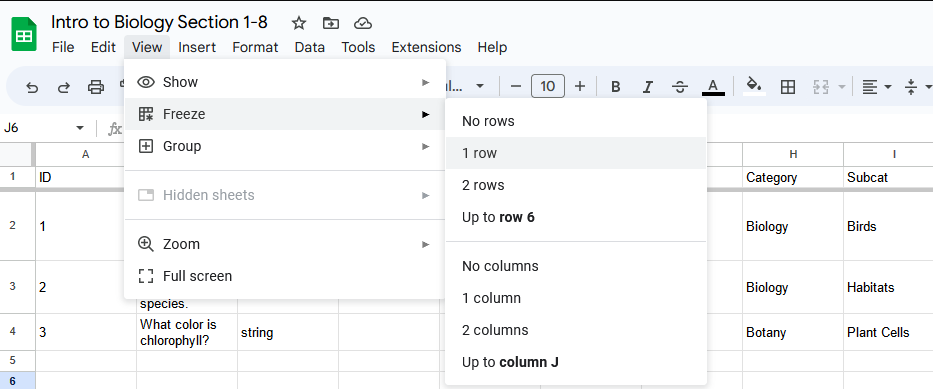 Intro to Biology Section 1-8
File Edit View Insert Format Data Tools Extensions Help
10 B I S A
J6 fx
Show
Freeze
Group
Hidden sheets
Zoom
Full screen
No rows
1 row
2 rows
Up to row 6
No columns
1 column
2 columns
Up to column J
A H I
1 ID Category Subcat
2 1 Biology Birds
3 2 species. Biology Habitats
4 3 What color is chlorophyll? string Botany Plant Cells
5
6